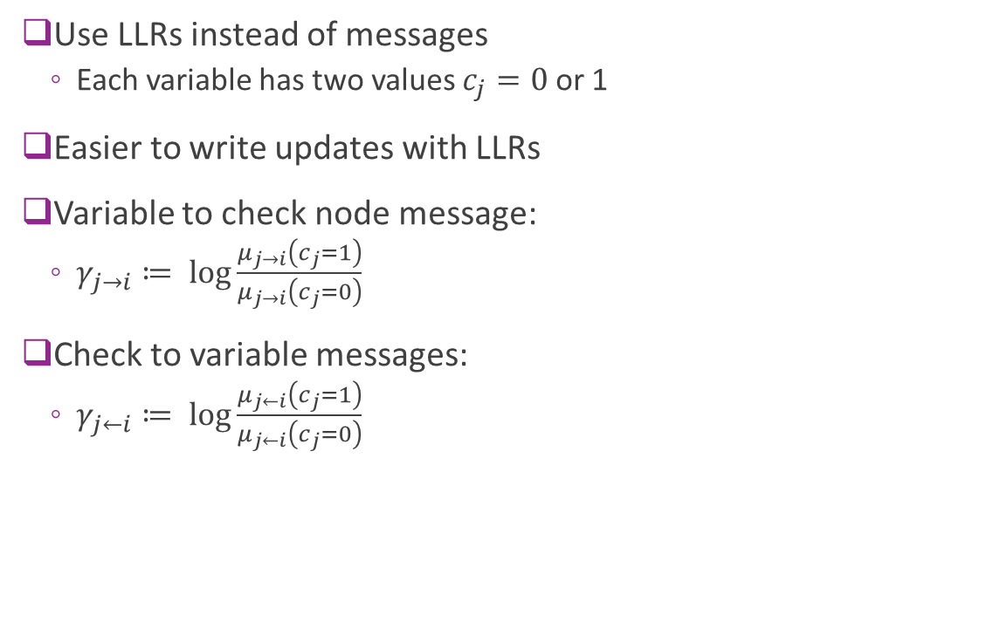 ❑Use LLRs instead of messages
◦ Each variable has two values $c_j = 0$ or 1
❑Easier to write updates with LLRs
❑Variable to check node message:
◦ $\gamma_{j\to i} := \log \frac{\mu_{j\to i}(c_j=1)}{\mu_{j\to i}(c_j=0)}$
❑Check to variable messages:
◦ $\gamma_{j\leftarrow i} := \log \frac{\mu_{j\leftarrow i}(c_j=1)}{\mu_{j\leftarrow i}(c_j=0)}$